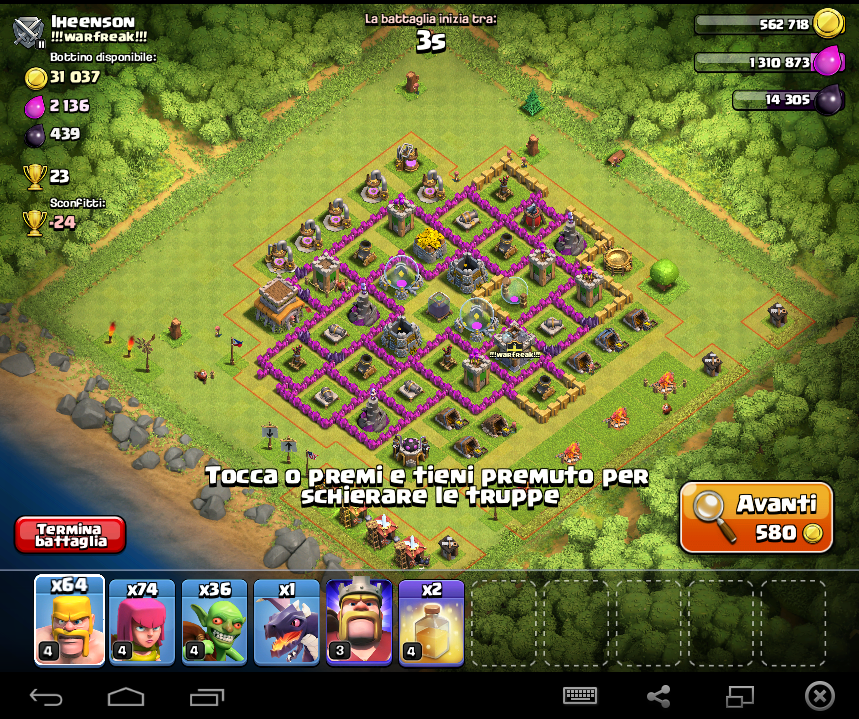 Iheenson
!!!warfreak!!!
Bottino disponibile:
31 037
2 136
439
23
Sconfitti:
-24
La battaglia inizia tra:
3s
562 718
1 310 873
14 305
!!!warfreak!!!
Tocca o premi e tieni premuto per
schierare le truppe
Termina
battaglia
Avanti
580
x64
4
x74
4
x36
4
x1
3
x2
4